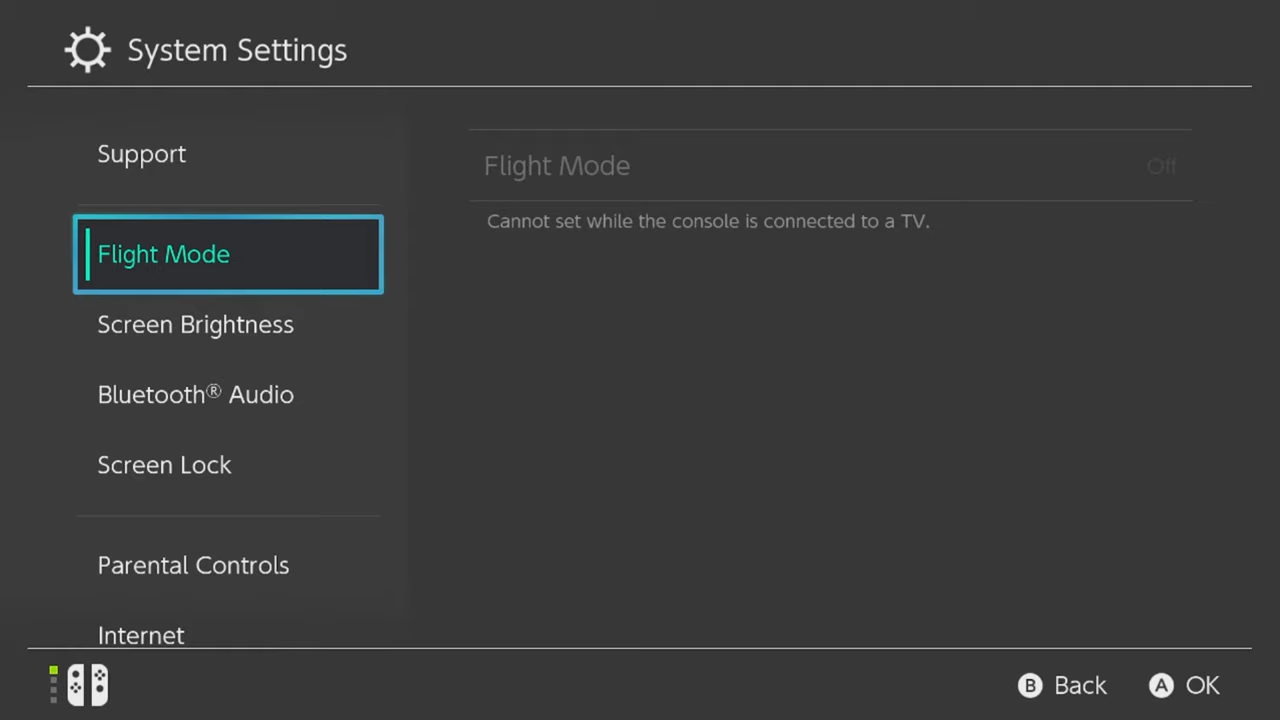 System Settings
Support
Flight Mode
Screen Brightness
Bluetooth® Audio
Screen Lock
Parental Controls
Internet
Flight Mode Off
Cannot set while the console is connected to a TV.
B Back A OK